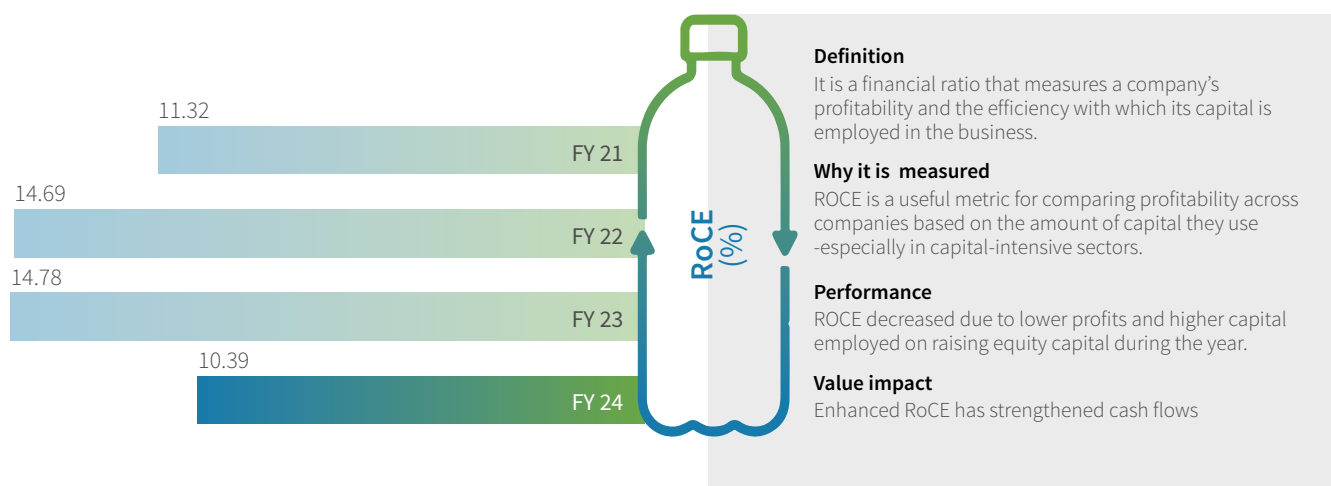 11.32
FY 21
14.69
FY 22
14.78
FY 23
10.39
FY 24
RoCE
(%)
Definition
It is a financial ratio that measures a company’s
profitability and the efficiency with which its capital is
employed in the business.
Why it is  measured
ROCE is a useful metric for comparing profitability across
companies based on the amount of capital they use
-especially in capital-intensive sectors.
Performance
ROCE decreased due to lower profits and higher capital
employed on raising equity capital during the year.
Value impact
Enhanced RoCE has strengthened cash flows